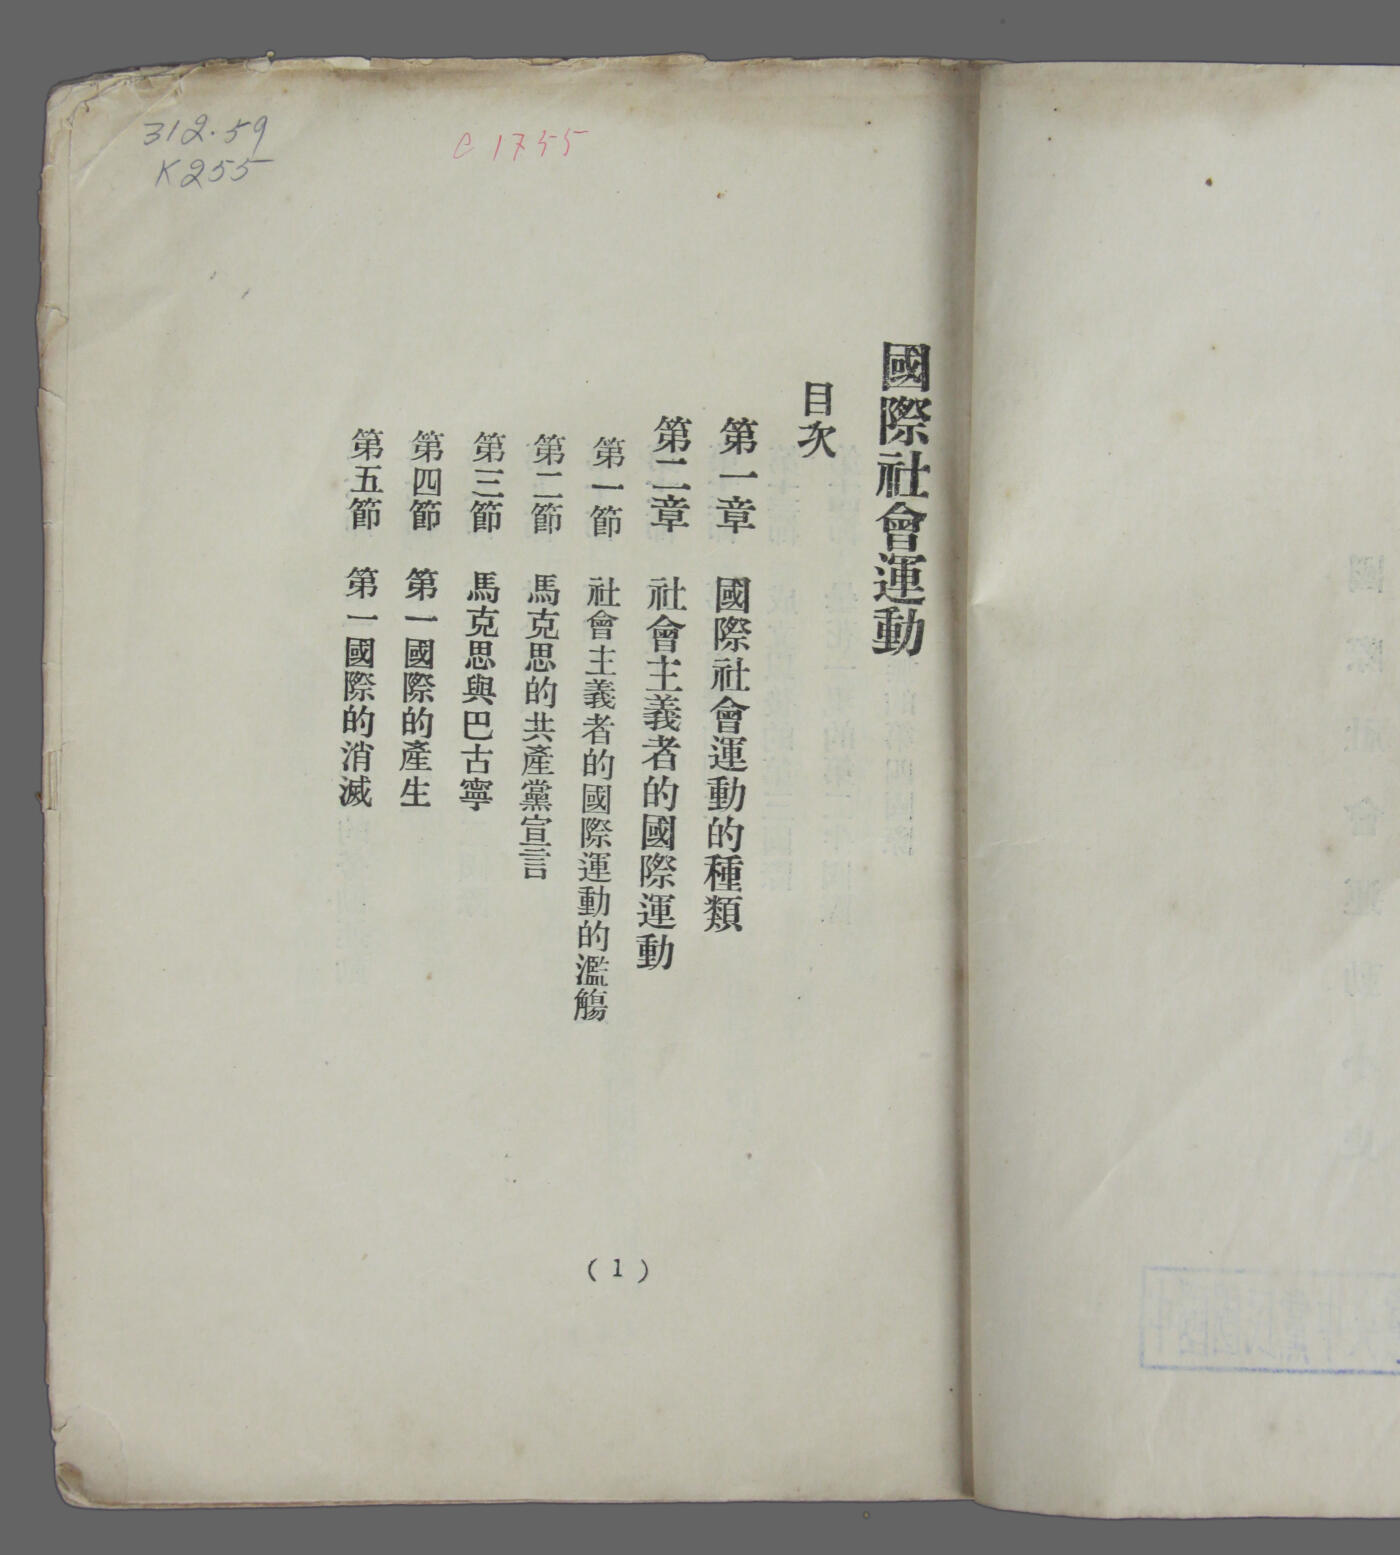 312.59
K255
C 1755
國際社會運動
目次
第一章 國際社會運動的種類
第二章 社會主義者的國際運動
第一節 社會主義者的國際運動的濫觴
第二節 馬克思的共產黨宣言
第三節 馬克思與巴古寧
第四節 第一國際的產生
第五節 第一國際的消滅
(1)